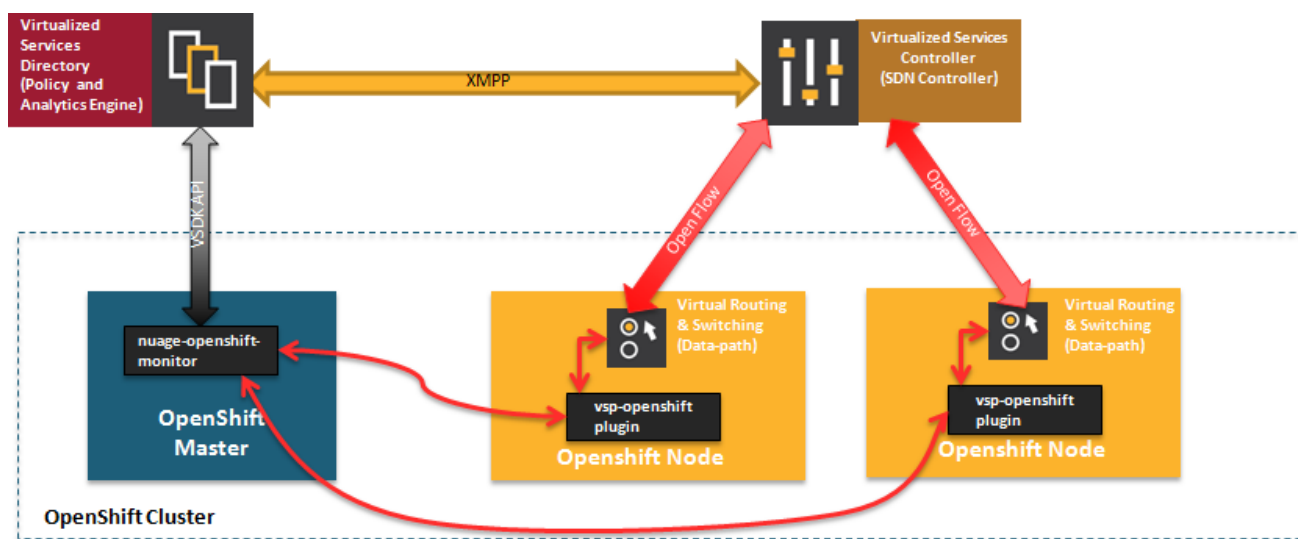 Virtualized
Services
Directory
(Policy and
Analytics Engine)
XMPP
Virtualized Services
Controller
(SDN Controller)
VSDK API
Open Flow
Open Flow
nuage-openshift-
monitor
OpenShift
Master
Virtual Routing
& Switching
(Data-path)
vsp-openshift
plugin
Openshift Node
Virtual Routing
& Switching
(Data-path)
vsp-openshift
plugin
Openshift Node
OpenShift Cluster